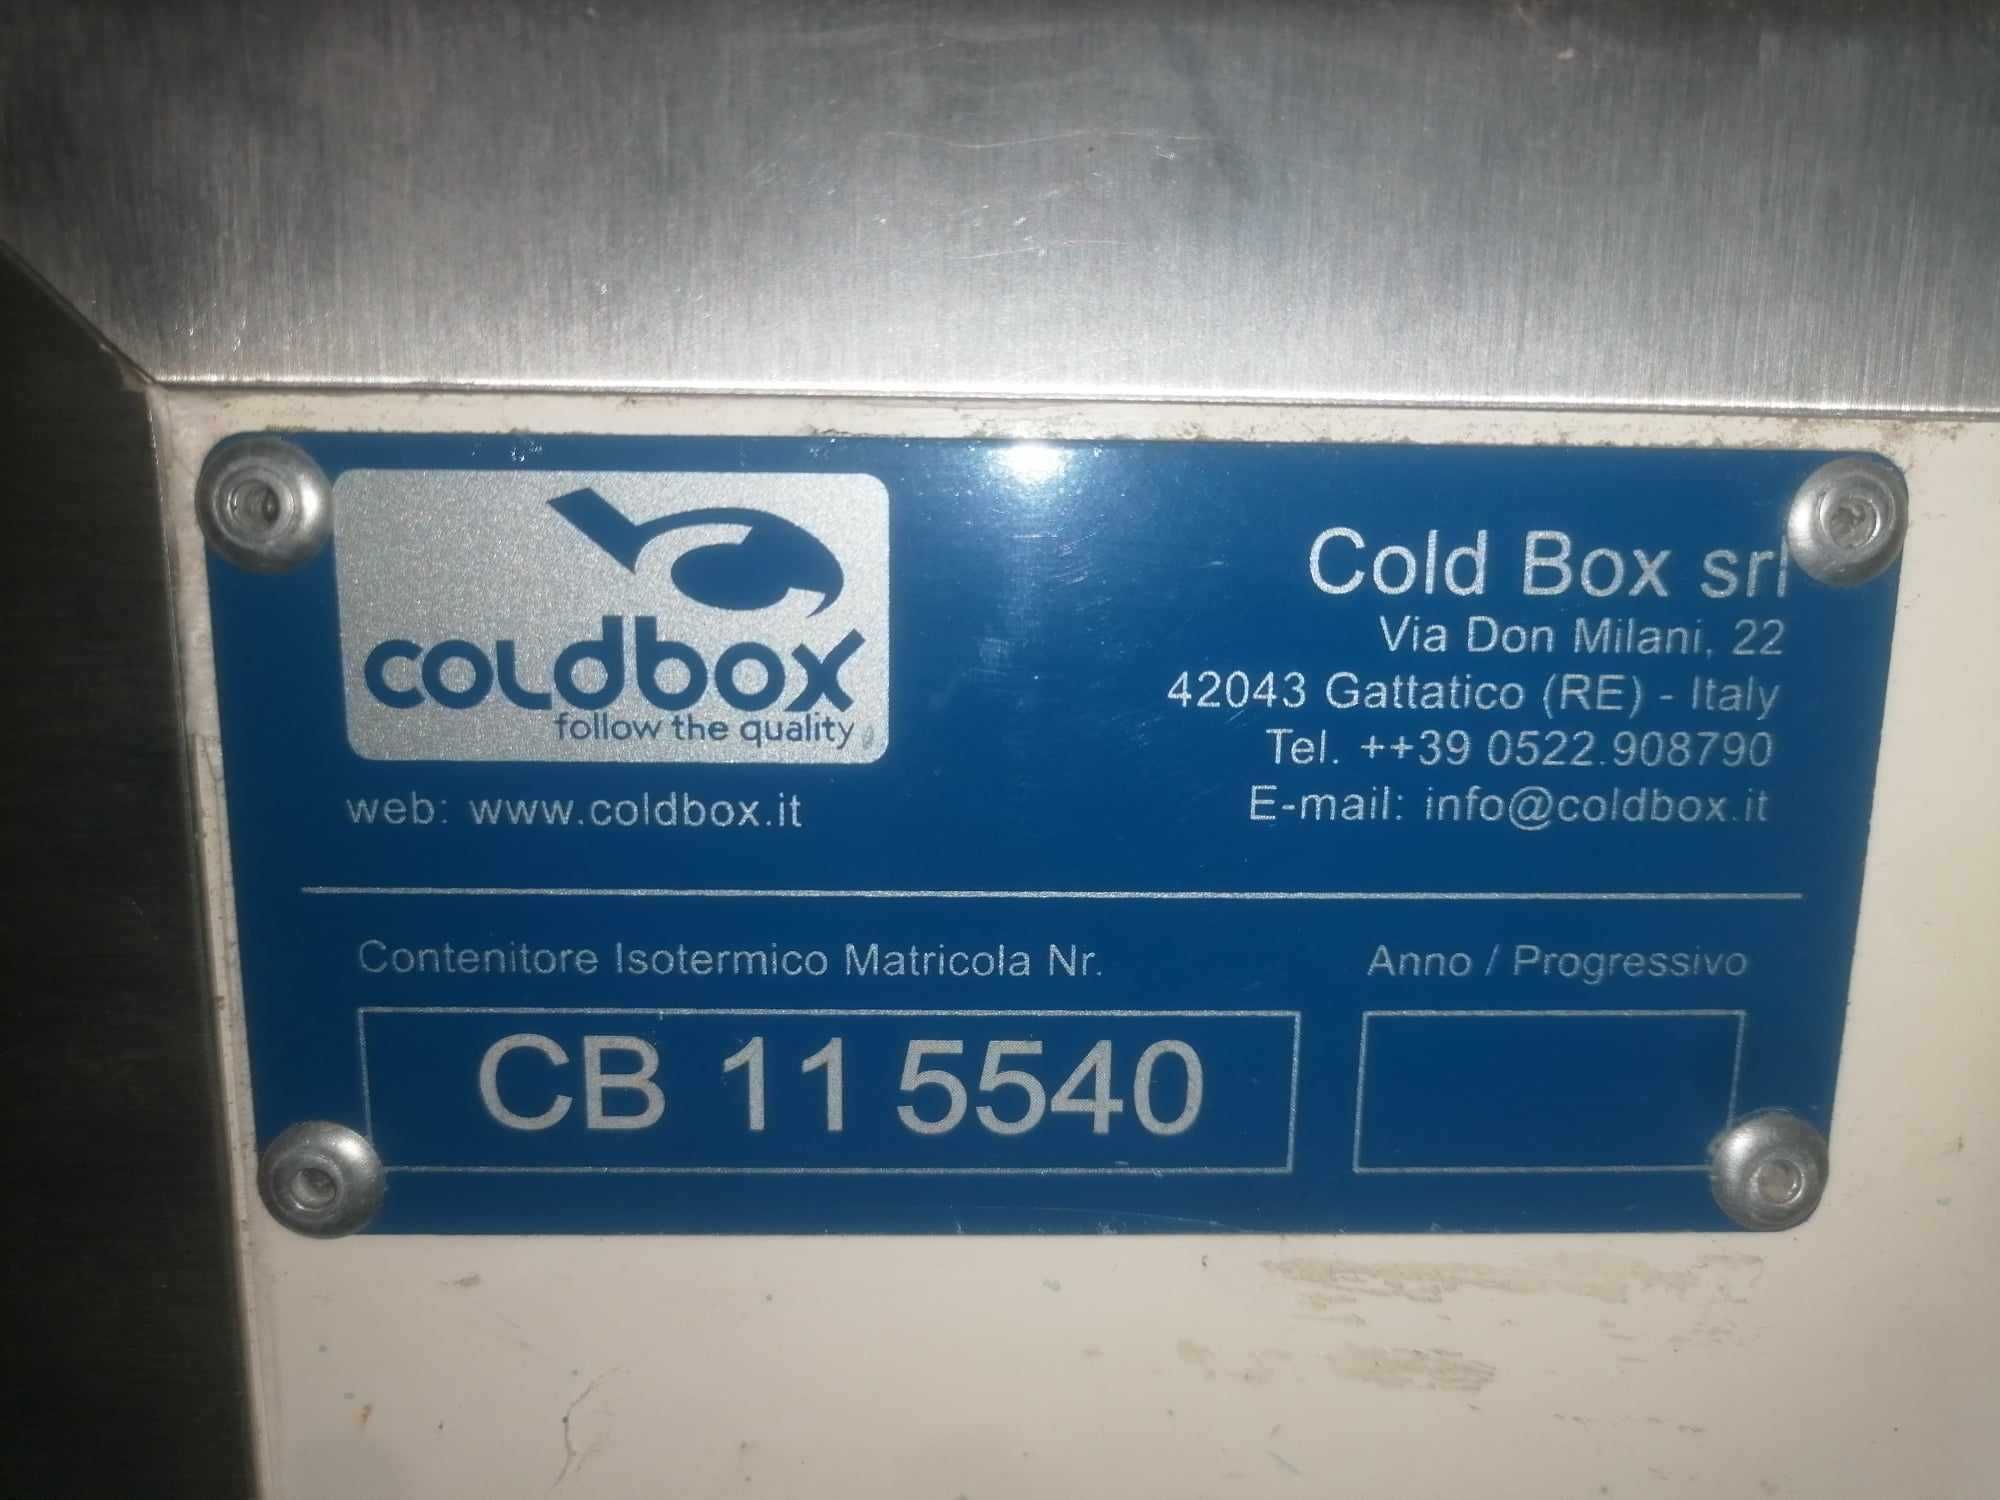 coldbox
follow the quality
web: www.coldbox.it
Cold Box srl
Via Don Milani, 22
42043 Gattatico (RE) - Italy
Tel. ++39 0522.908790
E-mail: info@coldbox.it
Contenitore Isotermico Matricola Nr.
CB 11 5540
Anno / Progressivo